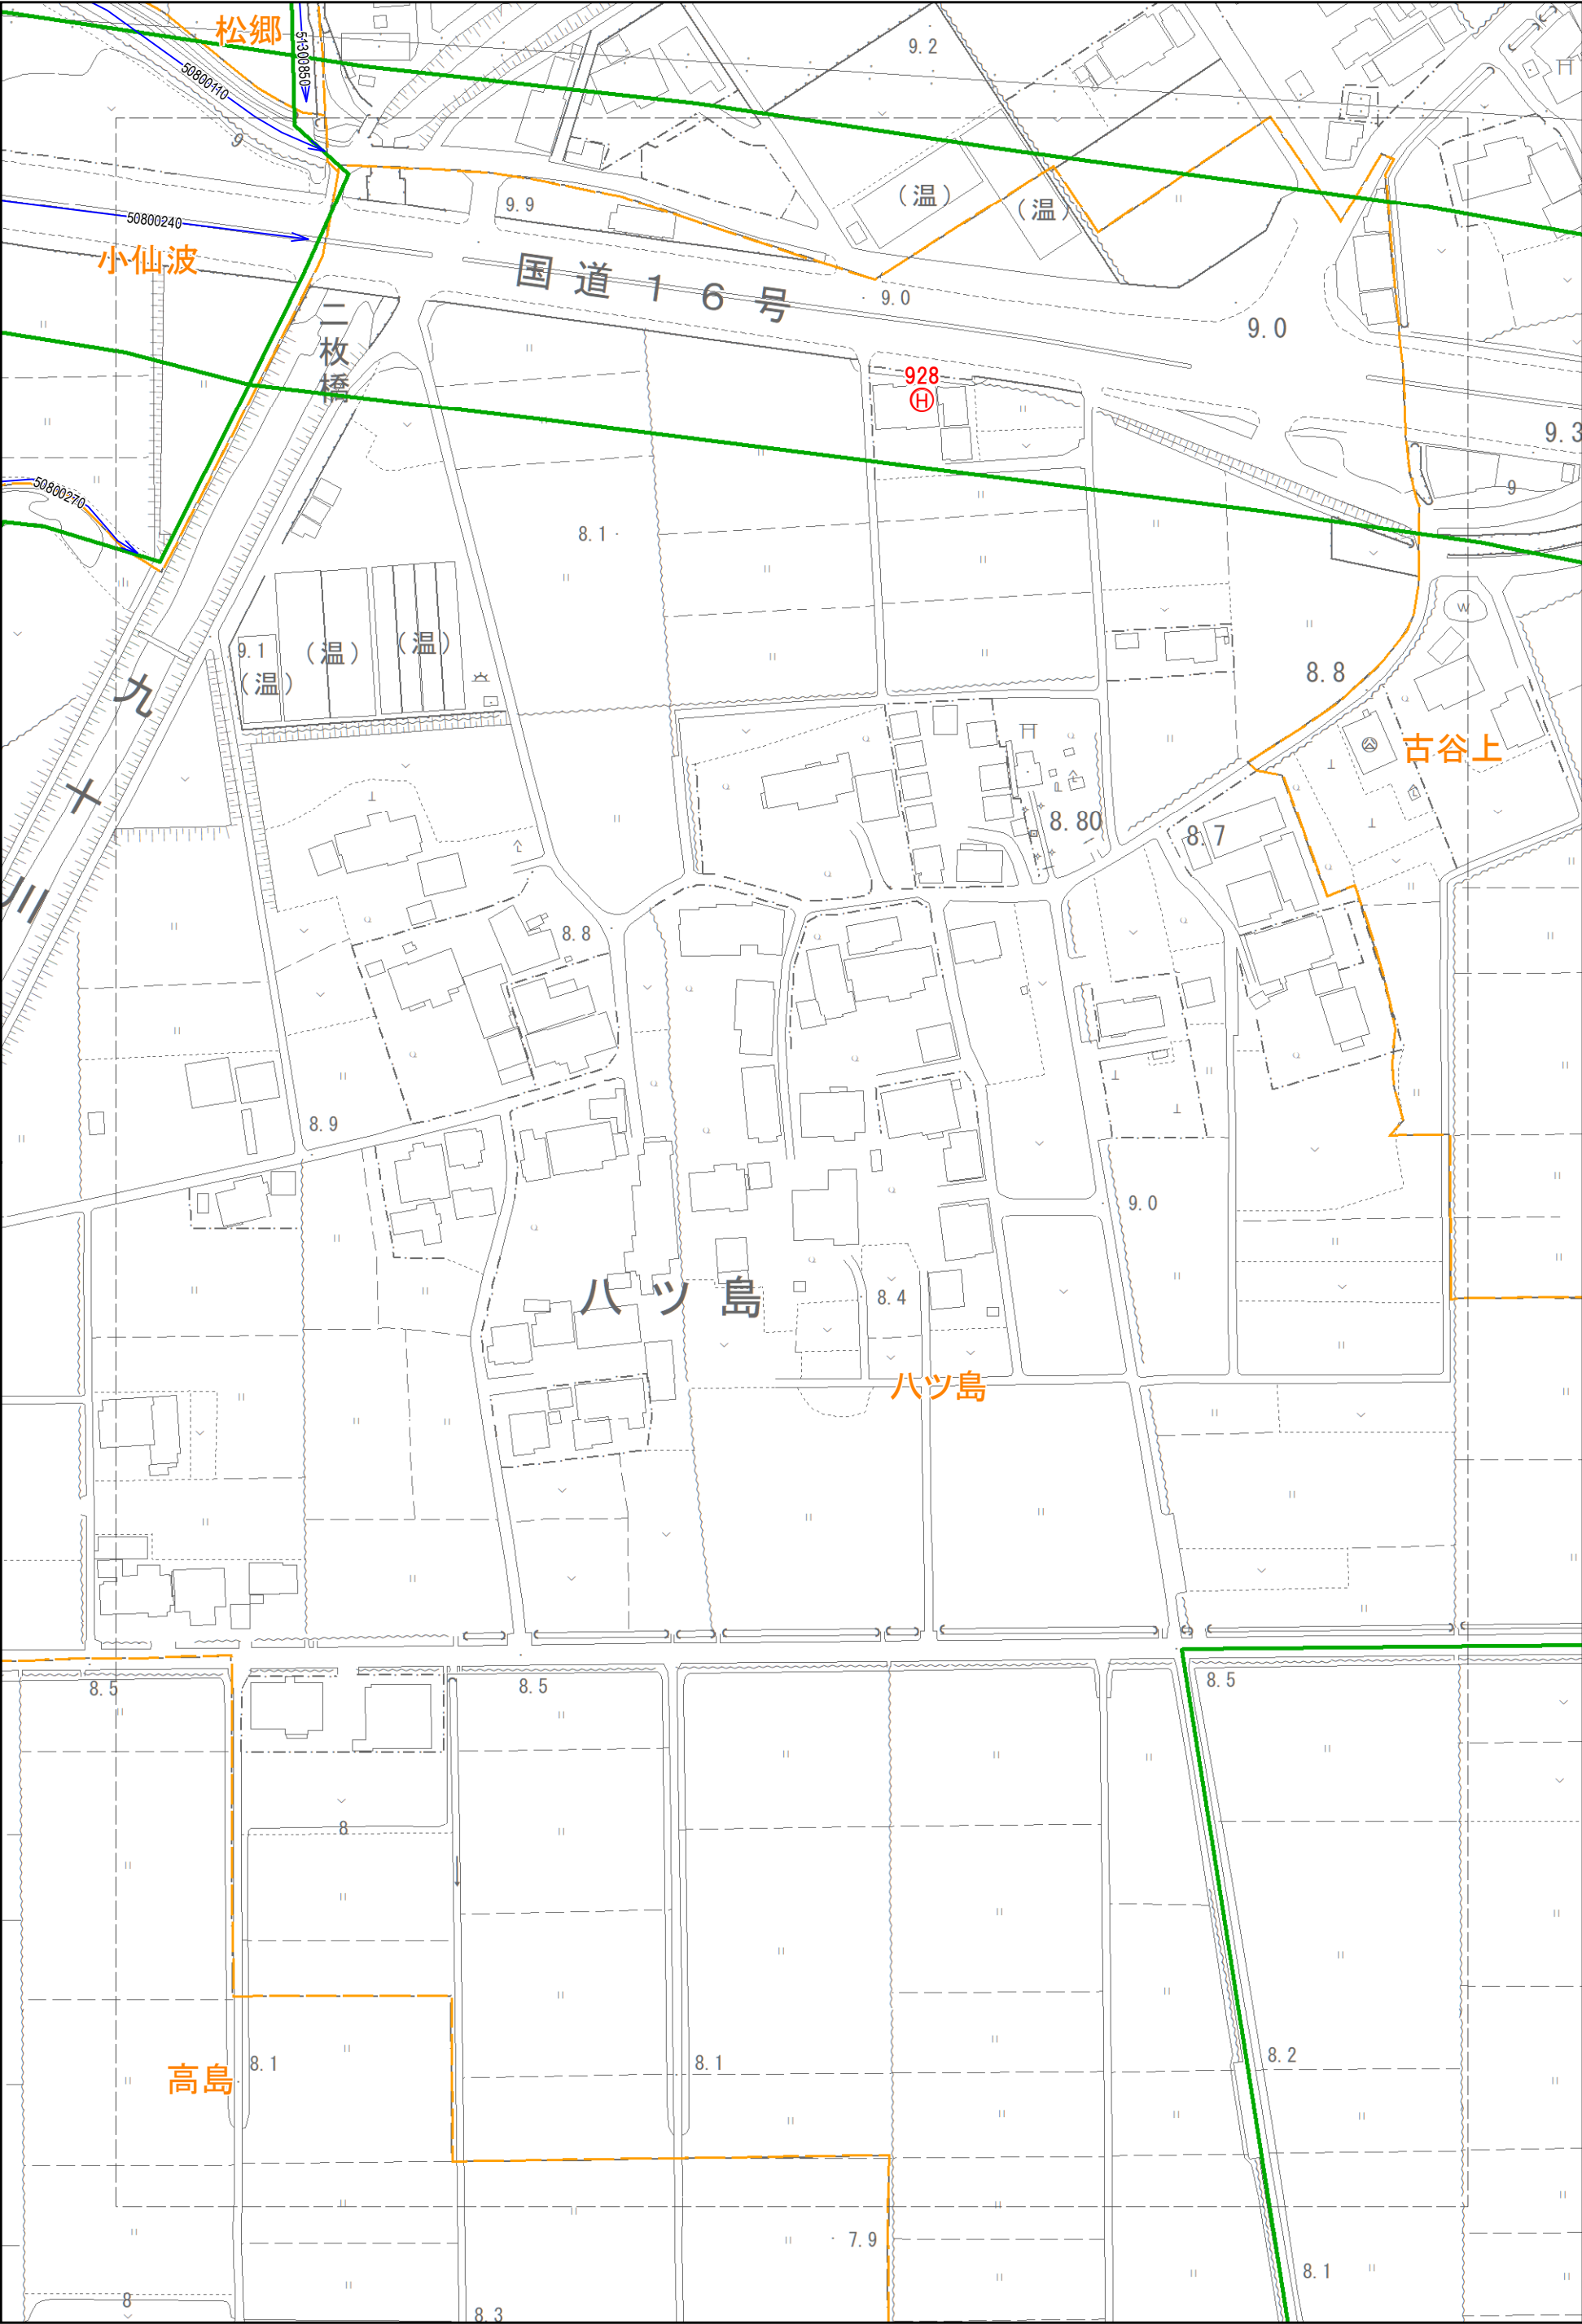 松郷
51300850
50800110
9
9.2
(温)
(温)
9.9
50800240
小仙波
国道16号
9.0
9.0
二枚橋
928
H
9.3
9
50800270
8.1
9.1
(温)
(温)
(温)
W
8.8
古谷上
九十川
8.80
8.7
8.8
8.9
9.0
八ツ島
8.4
八ツ島
8.5
8.5
8.5
8
8.1
高島
8.1
8.2
7.9
8.1
8
8.3